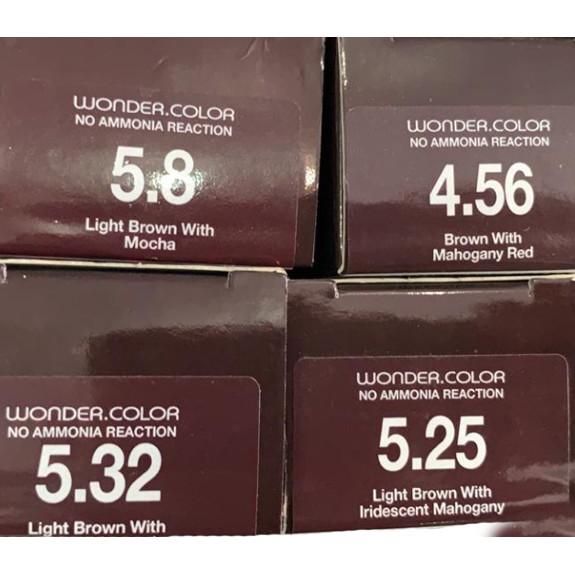 WONDER.COLOR
NO AMMONIA REACTION
5.8
Light Brown With
Mocha
WONDER.COLOR
NO AMMONIA REACTION
4.56
Brown With
Mahogany Red
WONDER.COLOR
NO AMMONIA REACTION
5.32
Light Brown With
WONDER.COLOR
NO AMMONIA REACTION
5.25
Light Brown With
Iridescent Mahogany